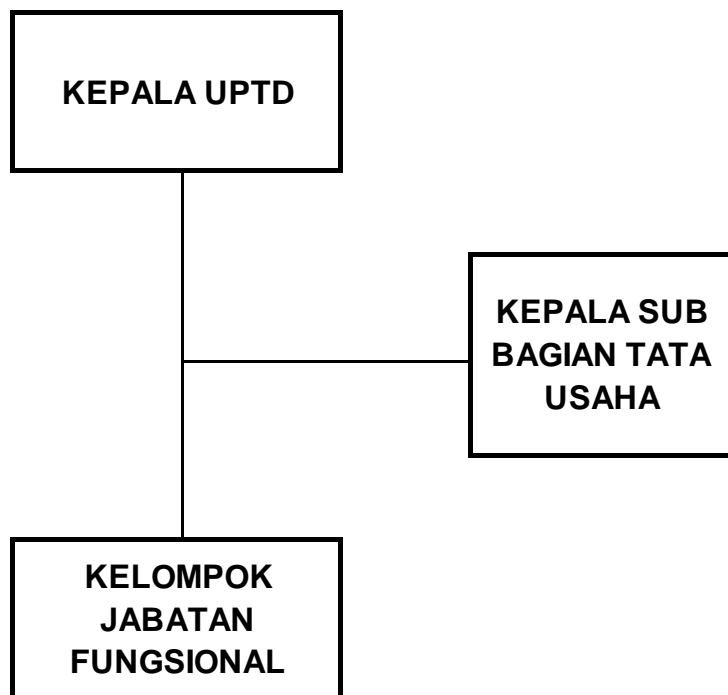 KEPALA UPTD
KEPALA SUB
BAGIAN TATA
USAHA
KELOMPOK
JABATAN
FUNGSIONAL